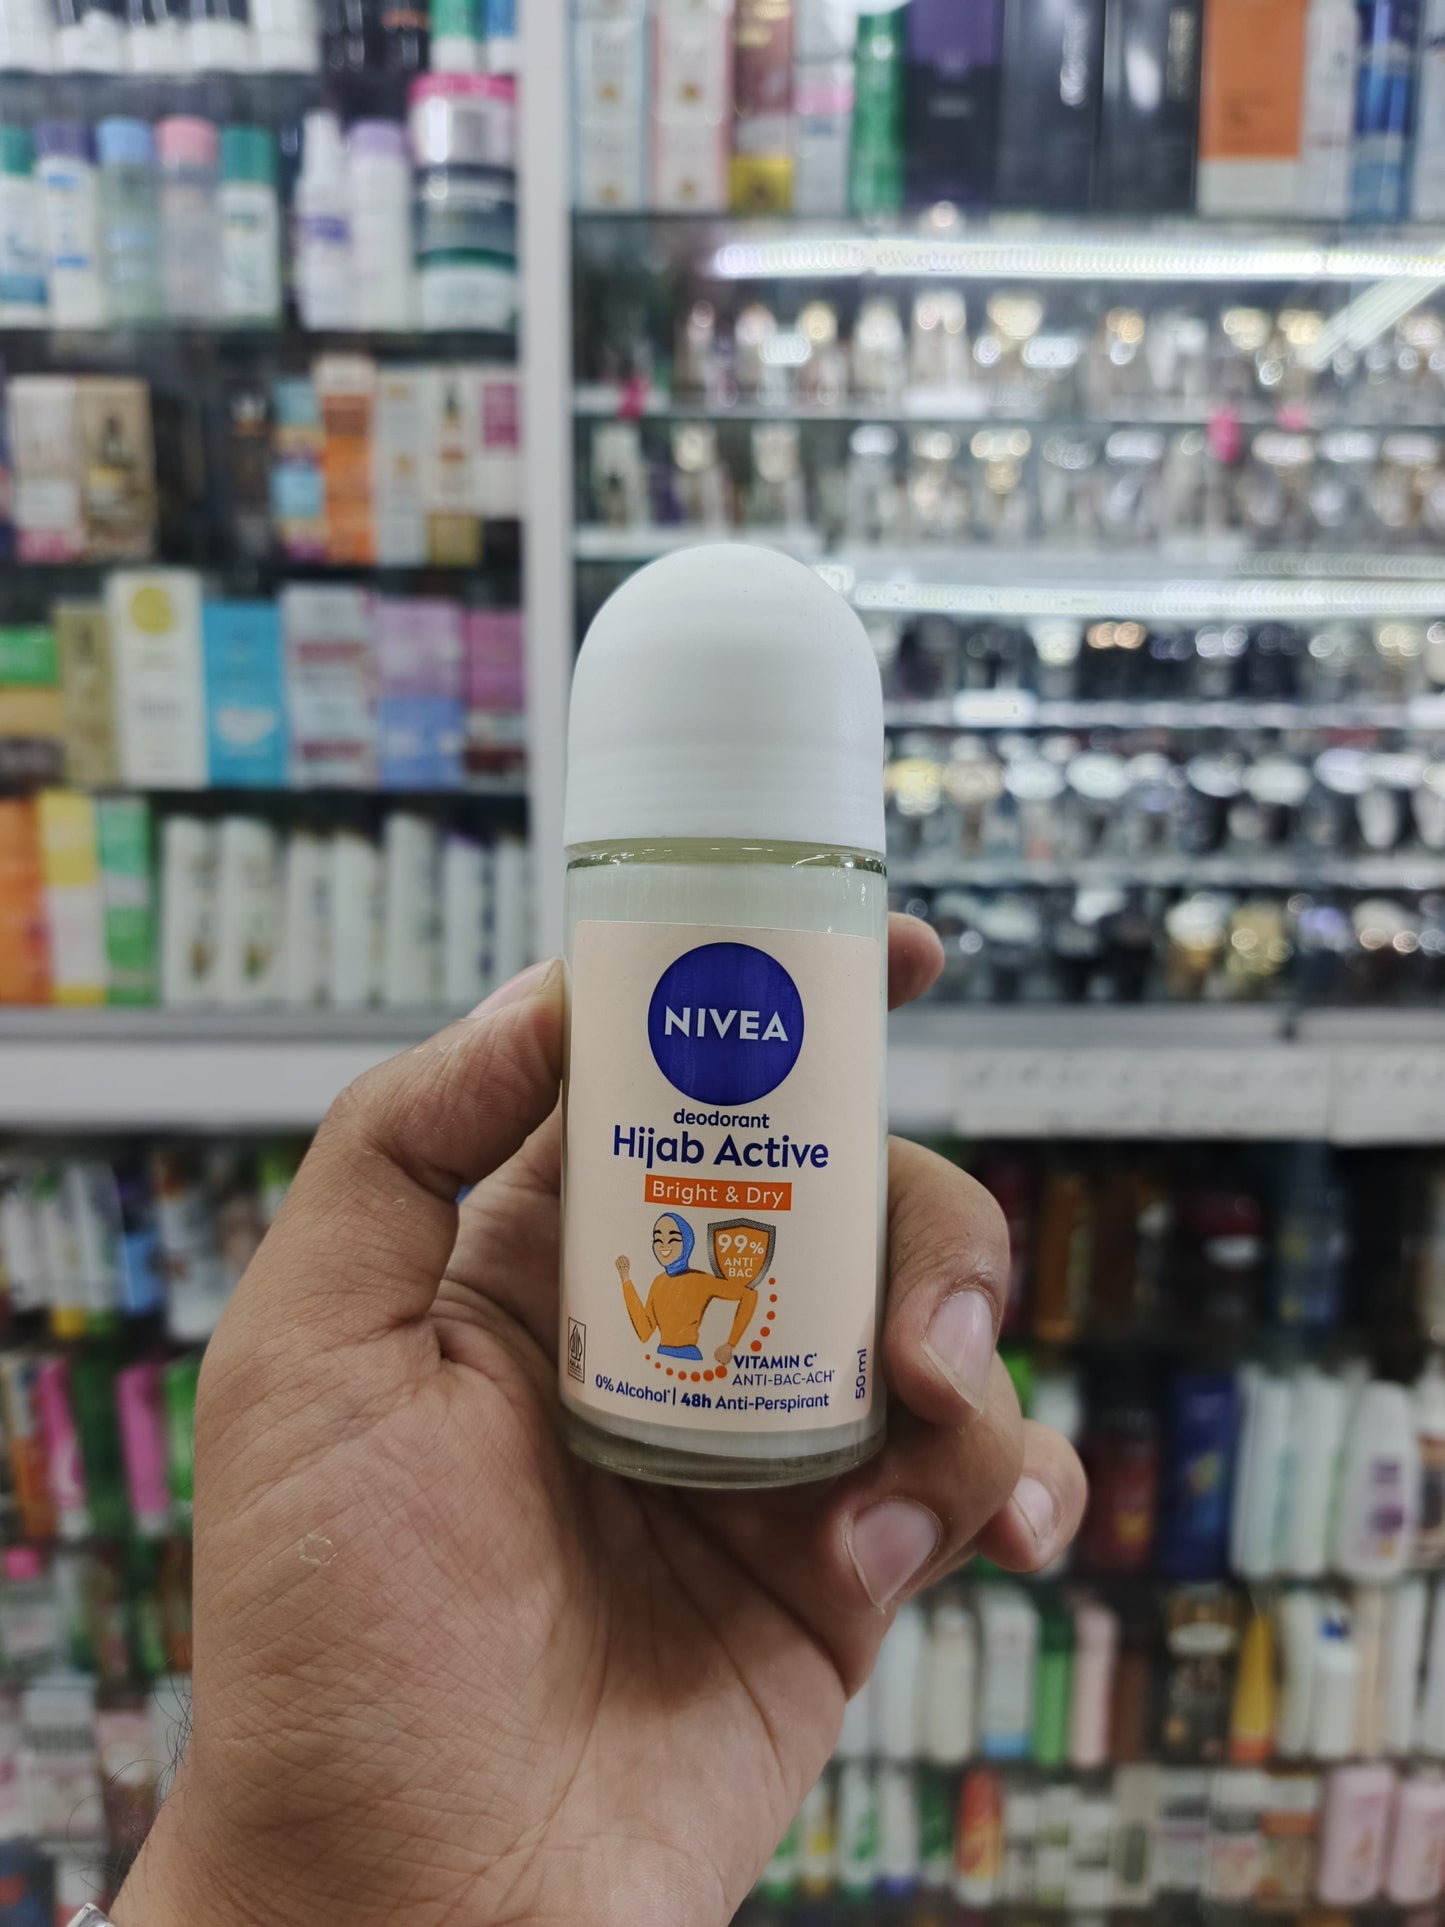 NIVEA
deodorant
Hijab Active
Bright & Dry
99%
ANTI
BAC
VITAMIN C*
ANTI-BAC-ACH*
0% Alcohol* | 48h Anti-Perspirant
50 ml